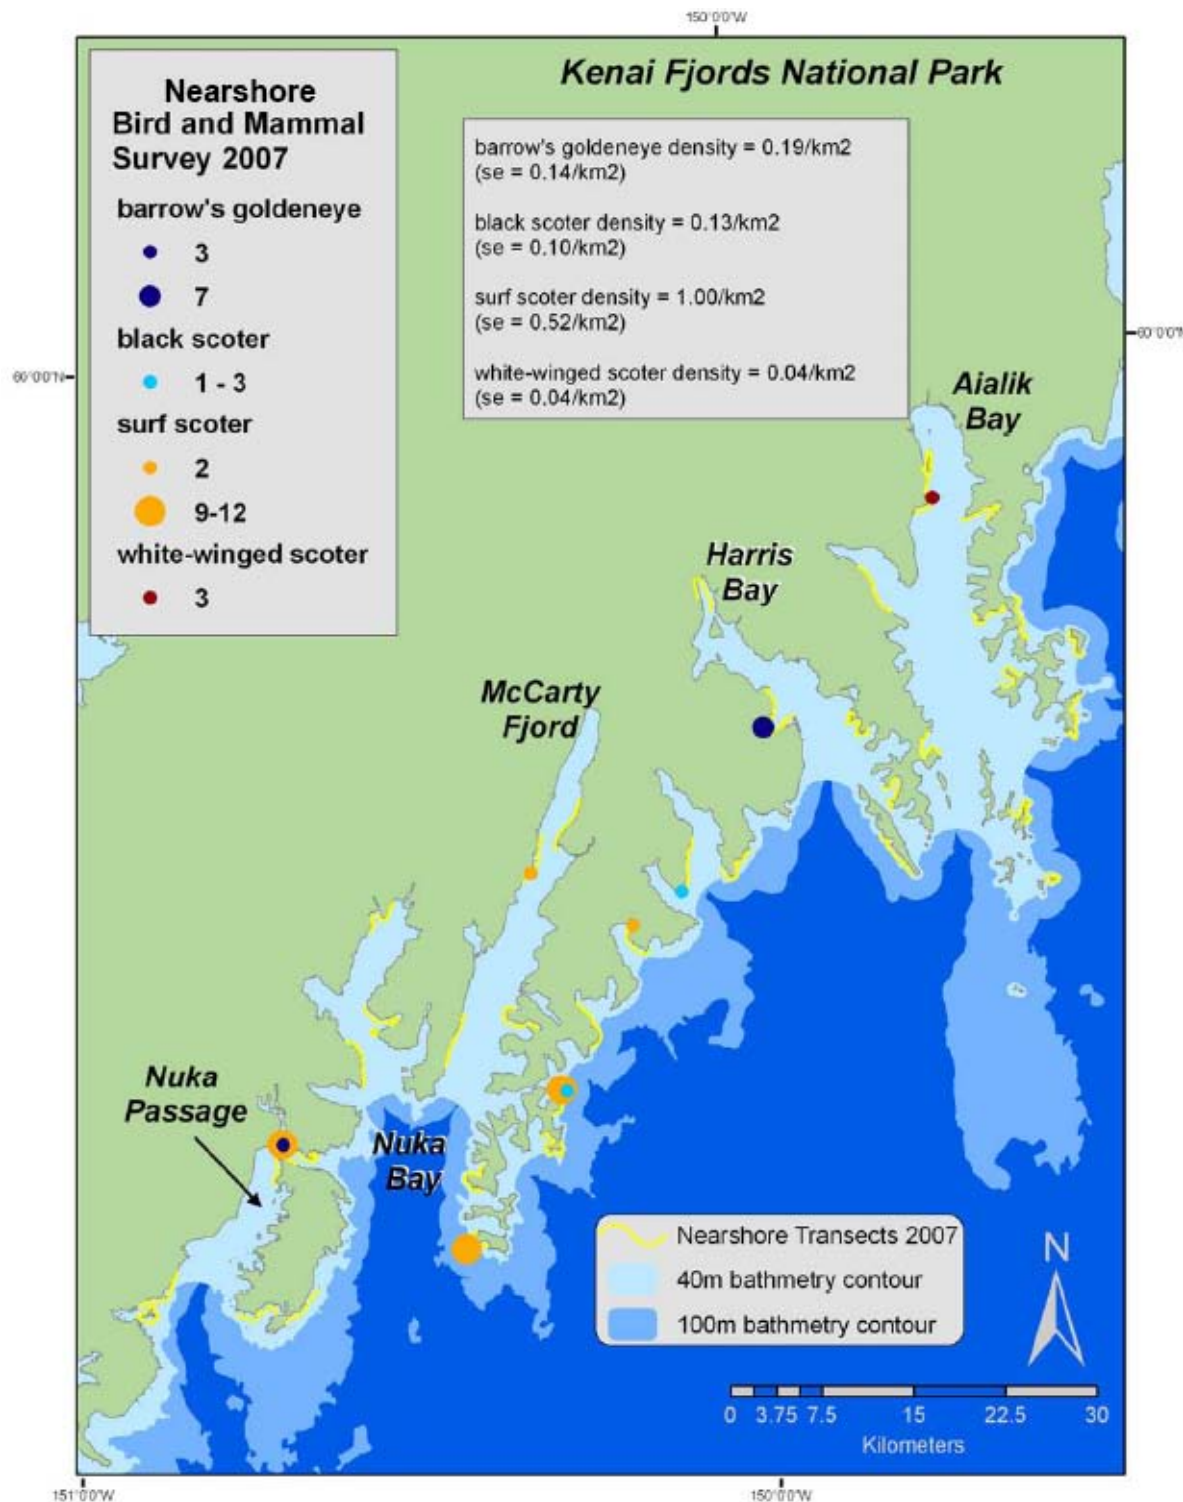 150°0'0"W
Kenai Fjords National Park
Nearshore
Bird and Mammal
Survey 2007
barrow's goldeneye
3
7
black scoter
1 - 3
surf scoter
2
9-12
white-winged scoter
3
barrow's goldeneye density = 0.19/km2
(se = 0.14/km2)
black scoter density = 0.13/km2
(se = 0.10/km2)
surf scoter density = 1.00/km2
(se = 0.52/km2)
white-winged scoter density = 0.04/km2
(se = 0.04/km2)
60°0'0"N
60°0'0"N
Aialik
Bay
Harris
Bay
McCarty
Fjord
Nuka
Passage
Nuka
Bay
Nearshore Transects 2007
40m bathmetry contour
100m bathmetry contour
N
0 3.75 7.5 15 22.5 30
Kilometers
151°0'0"W
150°0'0"W